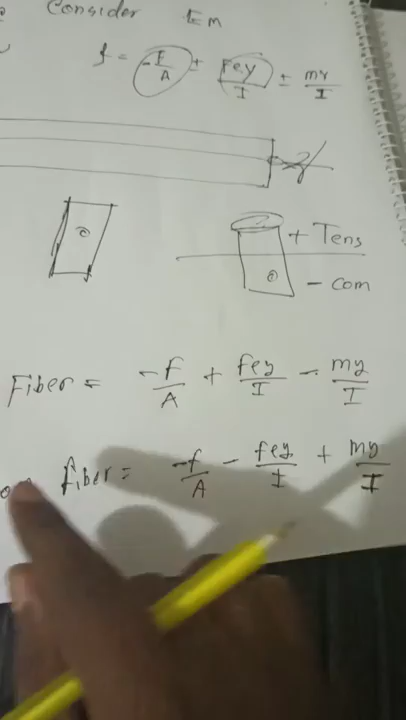 Consider Em
f = -F/A ± Fey/I ± my/I
+ Tens
- com
Fiber = -f/A + fey/I - my/I
fiber = -f/A - fey/I + my/I